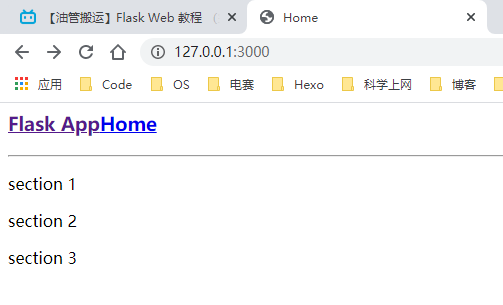 【油管搬运】Flask Web 教程 （
Home
127.0.0.1:3000
应用 Code OS 电赛 Hexo 科学上网 博客
Flask AppHome
section 1
section 2
section 3